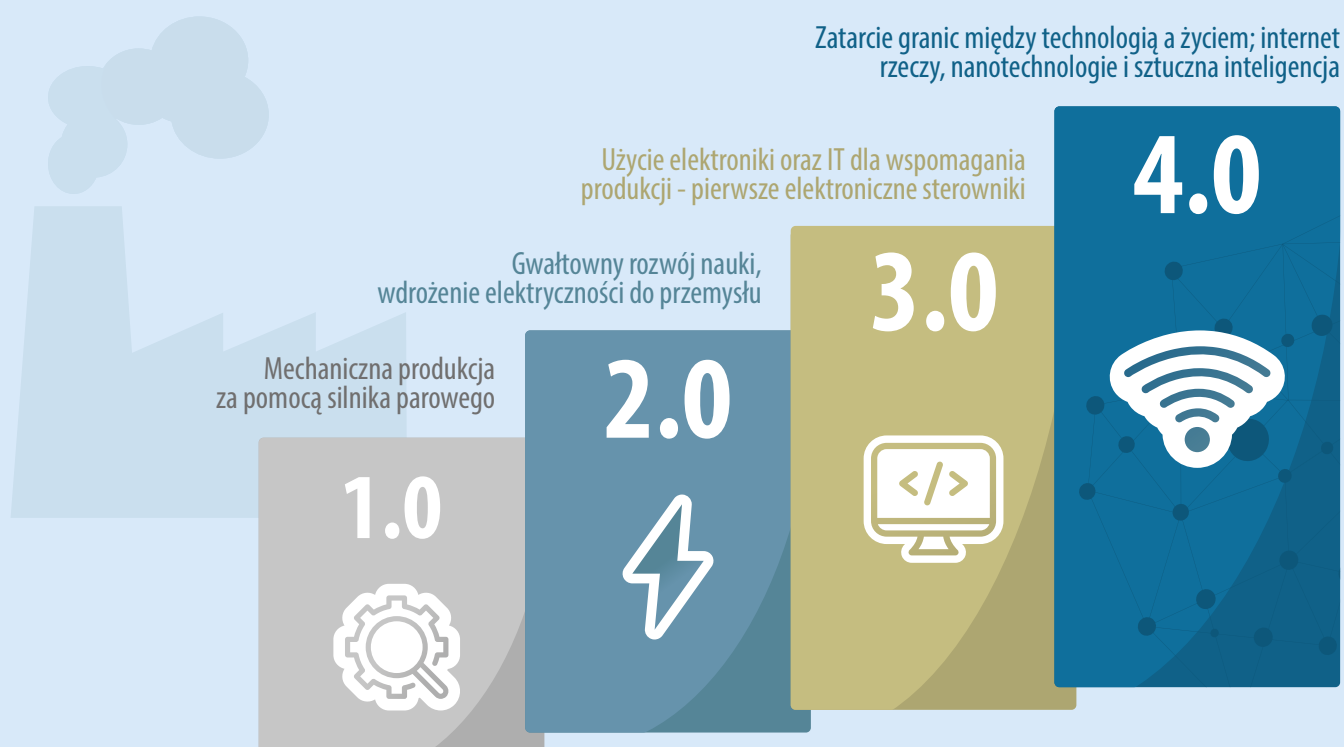 Zatarcie granic między technologią a życiem; internet
rzeczy, nanotechnologie i sztuczna inteligencja
4.0
Użycie elektroniki oraz IT dla wspomagania
produkcji - pierwsze elektroniczne sterowniki
3.0
Gwałtowny rozwój nauki,
wdrożenie elektryczności do przemysłu
2.0
Mechaniczna produkcja
za pomocą silnika parowego
1.0
</>